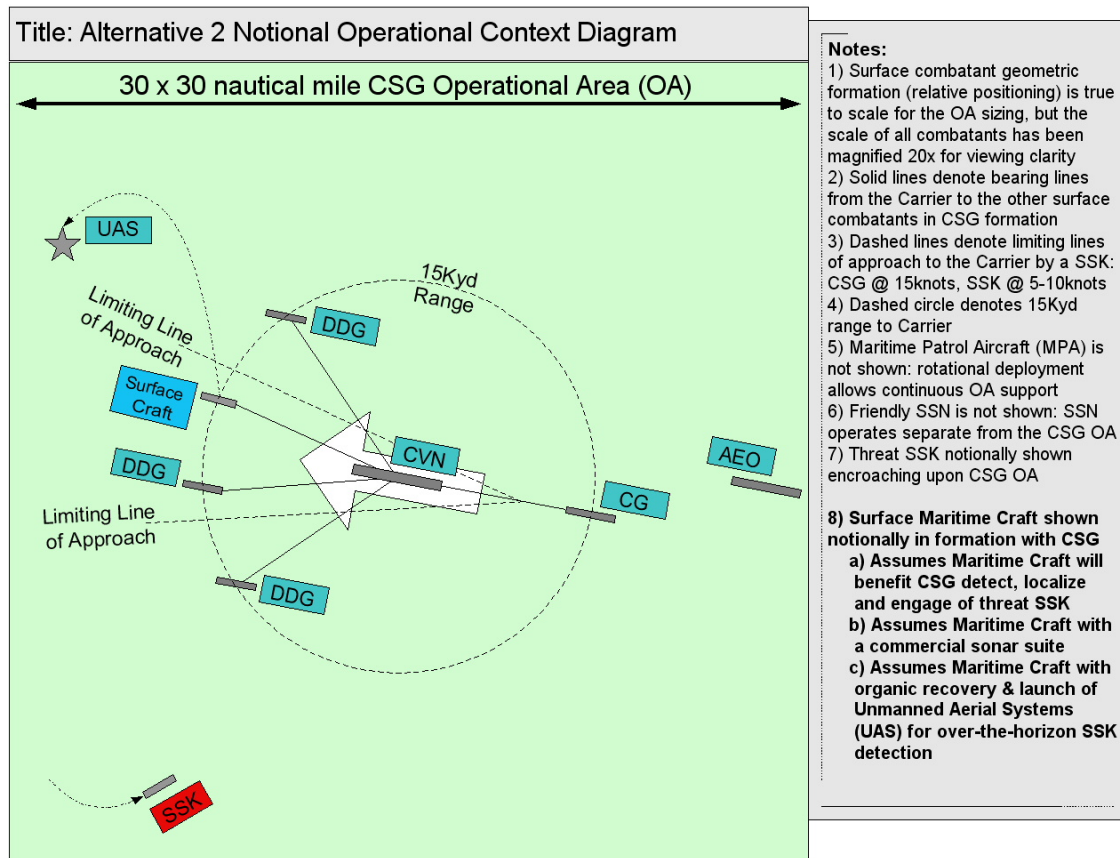 Title: Alternative 2 Notional Operational Context Diagram
30 x 30 nautical mile CSG Operational Area (OA)
UAS
15Kyd
Range
Limiting Line
of Approach
DDG
Surface
Craft
CVN
DDG
AEO
CG
Limiting Line
of Approach
DDG
SSK
Notes:
1) Surface combatant geometric
formation (relative positioning) is true
to scale for the OA sizing, but the
scale of all combatants has been
magnified 20x for viewing clarity
2) Solid lines denote bearing lines
from the Carrier to the other surface
combatants in CSG formation
3) Dashed lines denote limiting lines
of approach to the Carrier by a SSK:
CSG @ 15knots, SSK @ 5-10knots
4) Dashed circle denotes 15Kyd
range to Carrier
5) Maritime Patrol Aircraft (MPA) is
not shown: rotational deployment
allows continuous OA support
6) Friendly SSN is not shown: SSN
operates separate from the CSG OA
7) Threat SSK notionally shown
encroaching upon CSG OA
8) Surface Maritime Craft shown
notionally in formation with CSG
a) Assumes Maritime Craft will
benefit CSG detect, localize
and engage of threat SSK
b) Assumes Maritime Craft with
a commercial sonar suite
c) Assumes Maritime Craft with
organic recovery & launch of
Unmanned Aerial Systems
(UAS) for over-the-horizon SSK
detection